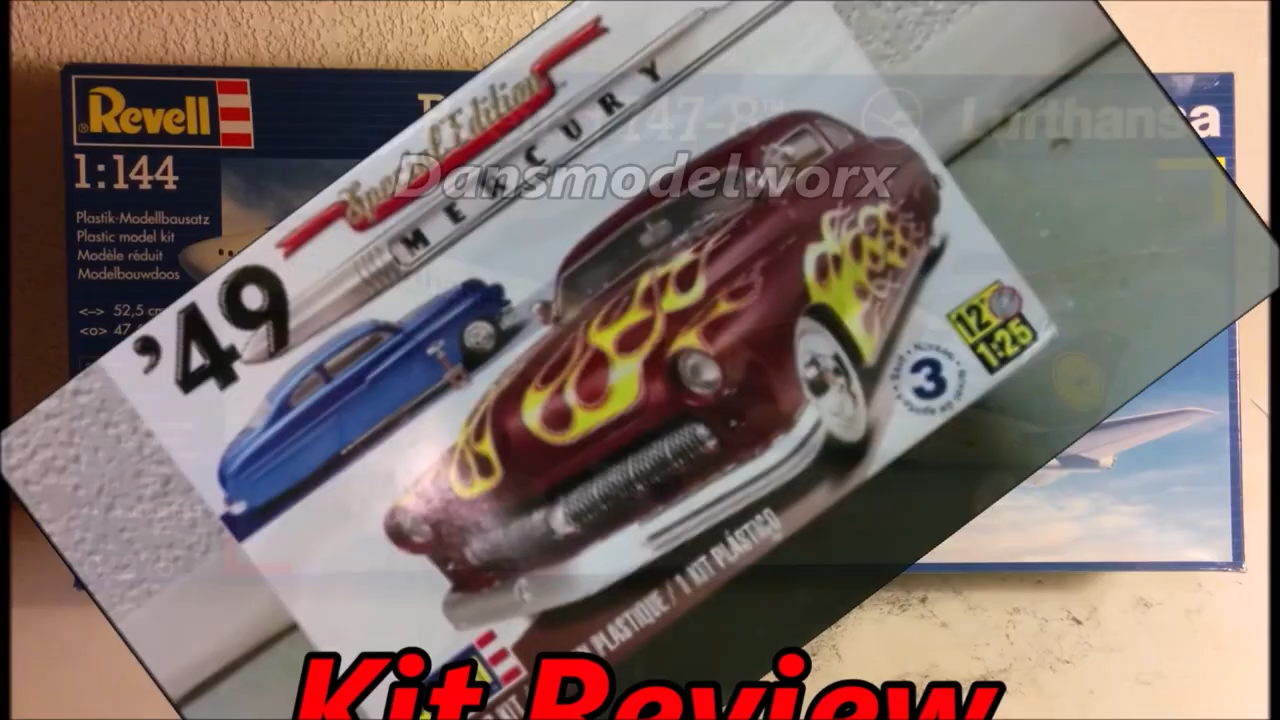 Revell
1:144
Plastik-Modellbausatz
Plastic model kit
Modèle réduit
Modelbouwdoos
47-8
Lufthansa
Special Edition
MERCURY
'49
Dansmodelworx
12
1:25
3
PLASTIQUE / 1 KIT PLÁSTICO
Kit Review